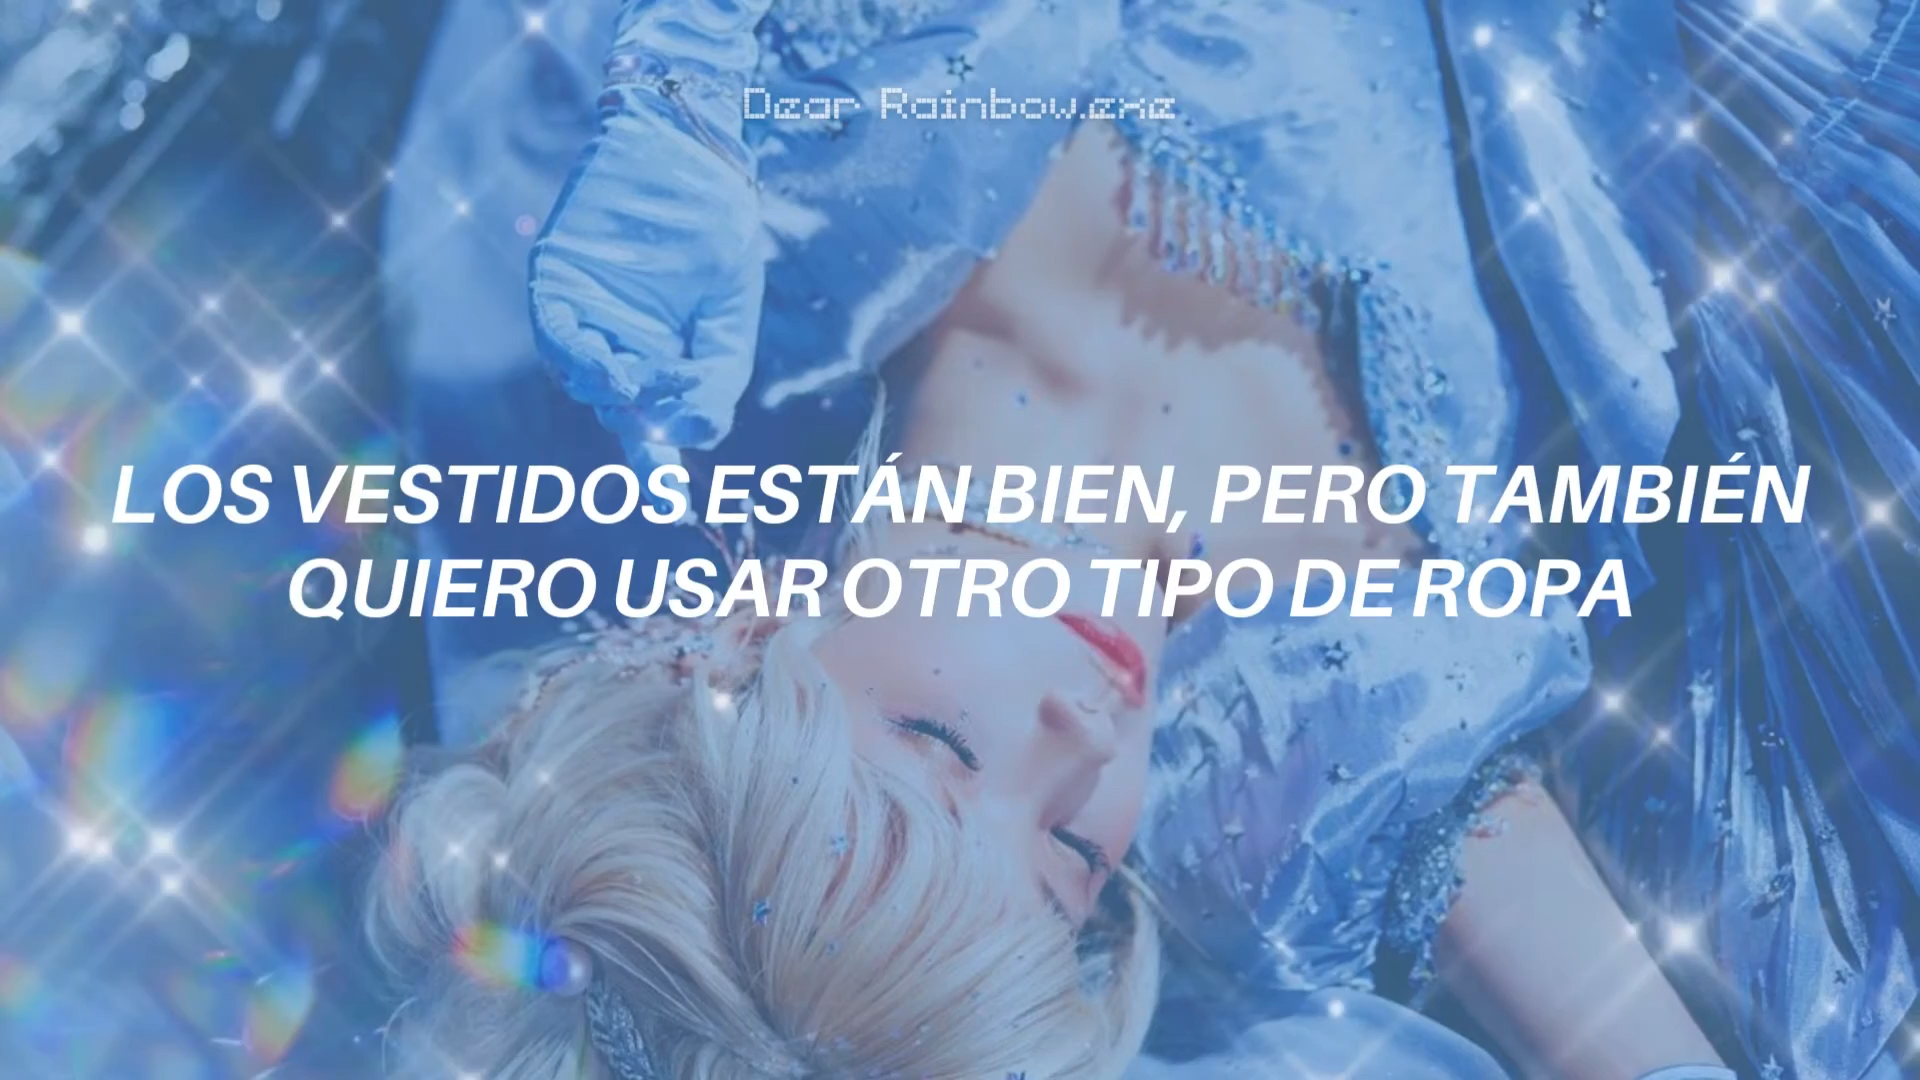 Dear Rainbow.exe
LOS VESTIDOS ESTÁN BIEN, PERO TAMBIÉN
QUIERO USAR OTRO TIPO DE ROPA